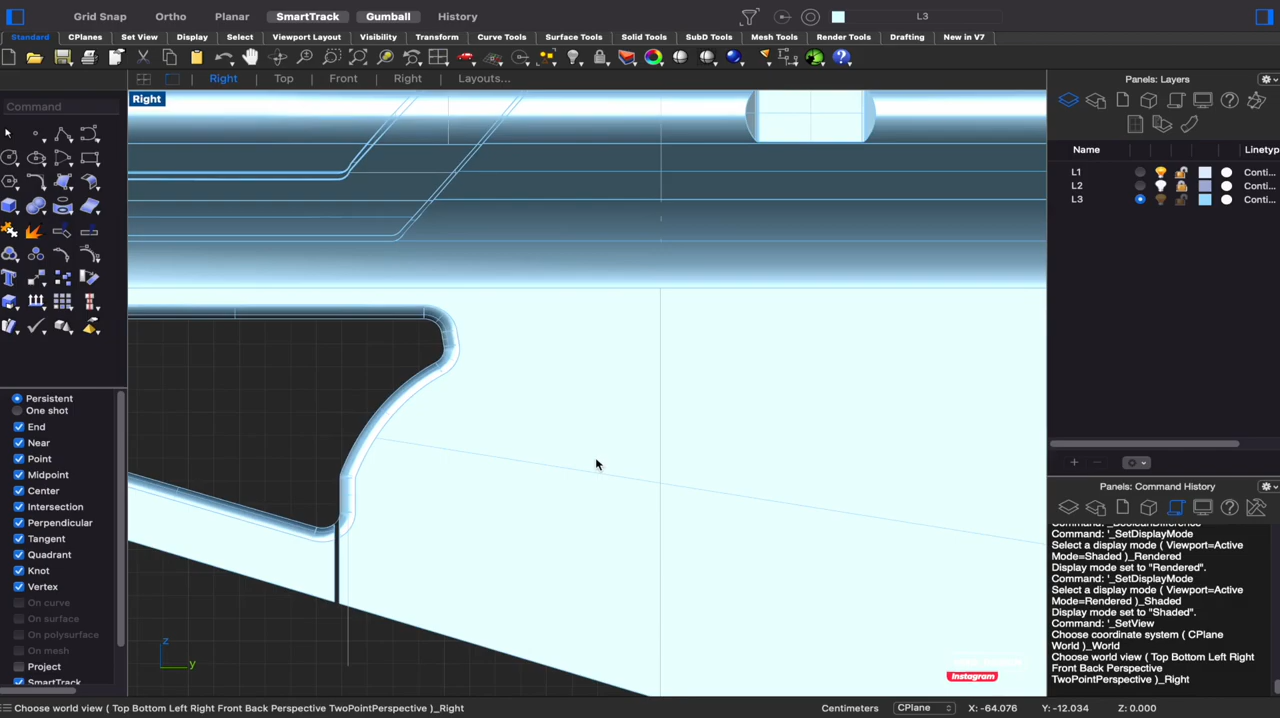 Grid Snap Ortho Planar SmartTrack Gumball History L3
Standard CPlanes Set View Display Select Viewport Layout Visibility Transform Curve Tools Surface Tools Solid Tools SubD Tools Mesh Tools Render Tools Drafting New in V7
Right Top Front Right Layouts... Panels: Layers
Right
Command
Name Linetyp
L1 Conti...
L2 Conti...
L3 Conti...
Persistent
One shot
End
Near
Point
Midpoint
Center
Intersection
Perpendicular
Tangent
Quadrant
Knot
Vertex
On curve
On surface
On polysurface
On mesh
Project
SmartTrack
z
y
Instagram
Panels: Command History
Command: '_SetDisplayMode
Select a display mode ( Viewport=Active
Mode=Shaded )_Rendered
Display mode set to "Rendered".
Command: '_SetDisplayMode
Select a display mode ( Viewport=Active
Mode=Rendered )_Shaded
Display mode set to "Shaded".
Command: '_SetView
Choose coordinate system ( CPlane
World )_World
Choose world view ( Top Bottom Left Right
Front Back Perspective
TwoPointPerspective )_Right
Choose world view ( Top Bottom Left Right Front Back Perspective TwoPointPerspective )_Right Centimeters CPlane X: -64.076 Y: -12.034 Z: 0.000